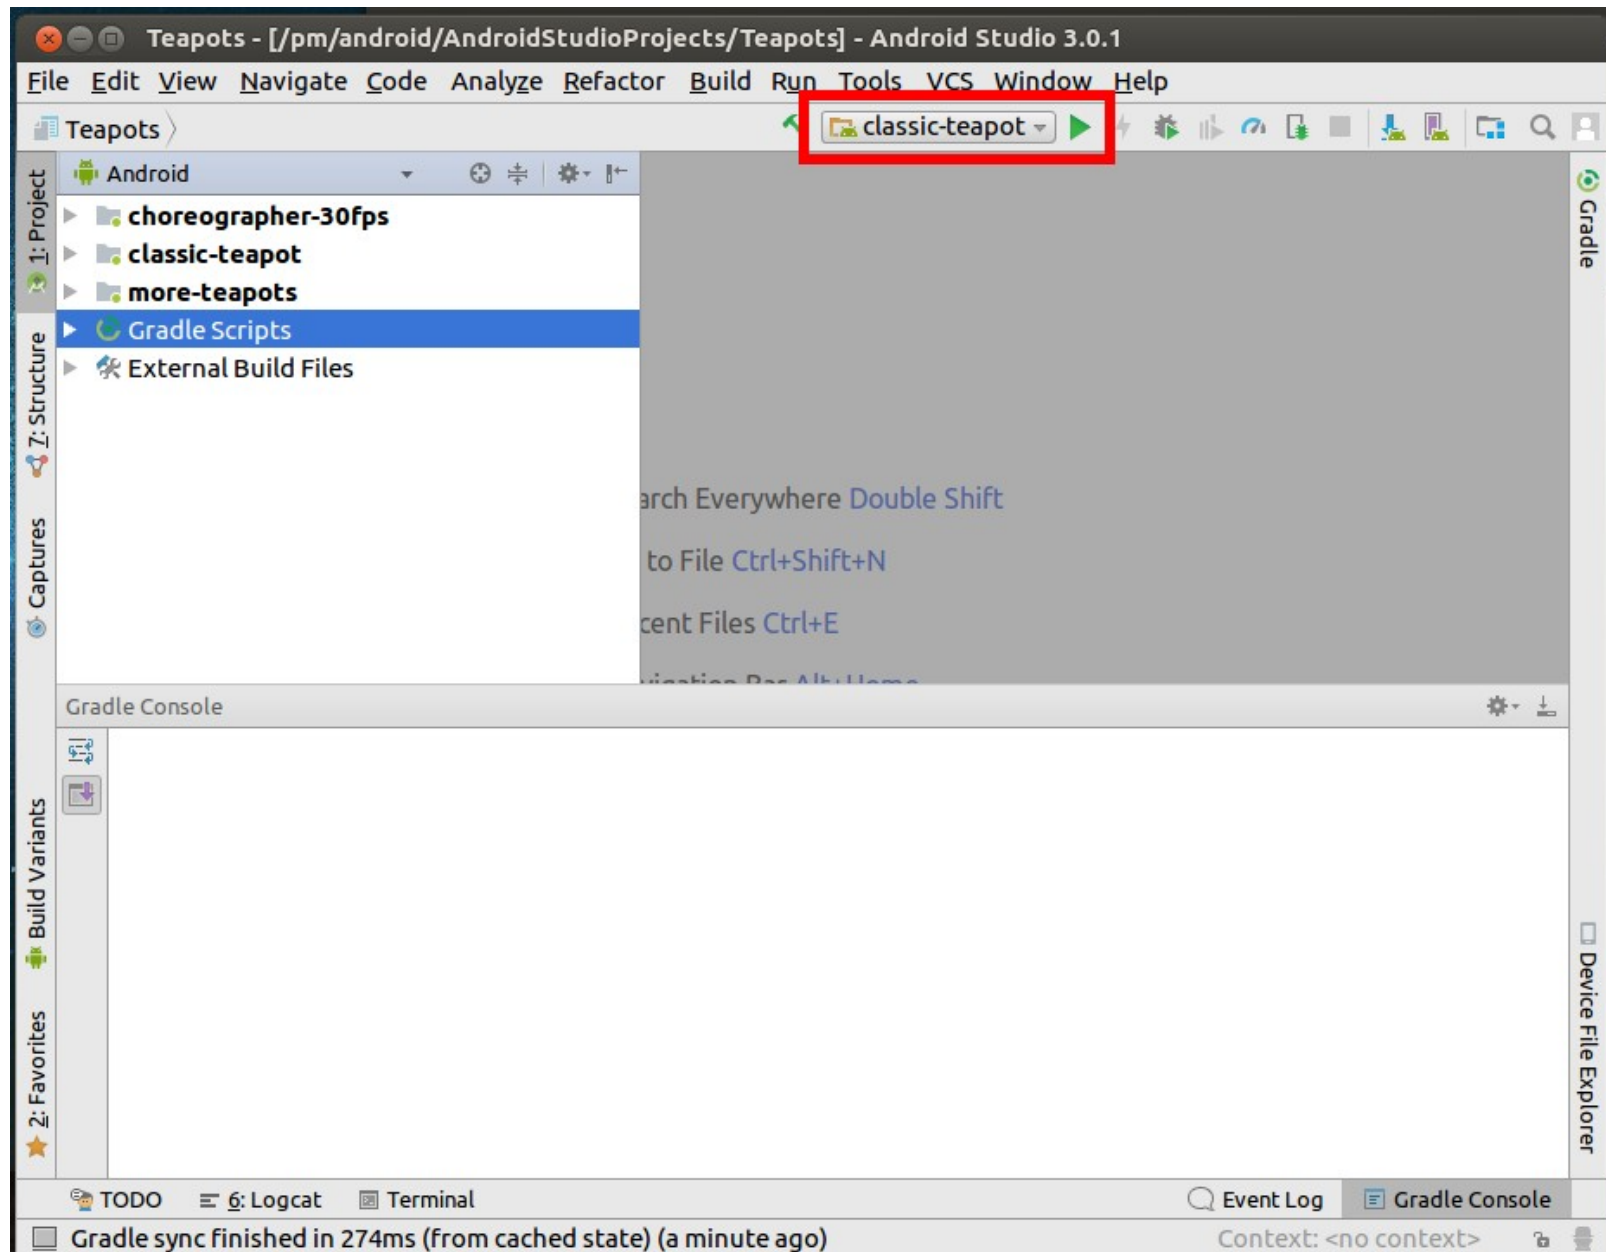 Teapots - [/pm/android/AndroidStudioProjects/Teapots] - Android Studio 3.0.1
File Edit View Navigate Code Analyze Refactor Build Run Tools VCS Window Help
Teapots
classic-teapot
1: Project
7: Structure
Captures
Build Variants
2: Favorites
Android
choreographer-30fps
classic-teapot
more-teapots
Gradle Scripts
External Build Files
arch Everywhere Double Shift
to File Ctrl+Shift+N
cent Files Ctrl+E
vigation Bar Alt+Home
Gradle
Device File Explorer
Gradle Console
TODO 6: Logcat Terminal Event Log Gradle Console
Gradle sync finished in 274ms (from cached state) (a minute ago) Context: <no context>